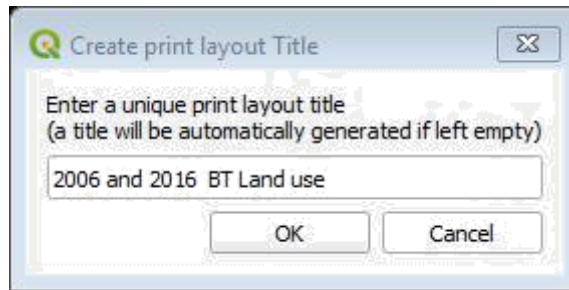 Create print layout Title
Enter a unique print layout title
(a title will be automatically generated if left empty)
2006 and 2016  BT Land use
OK Cancel